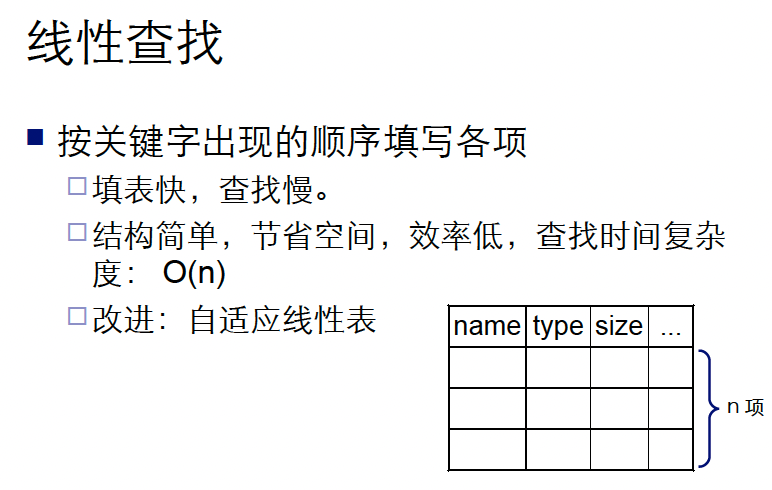 线性查找
按关键字出现的顺序填写各项
填表快，查找慢。
结构简单，节省空间，效率低，查找时间复杂
度： O(n)
改进：自适应线性表
name type size ...
n 项